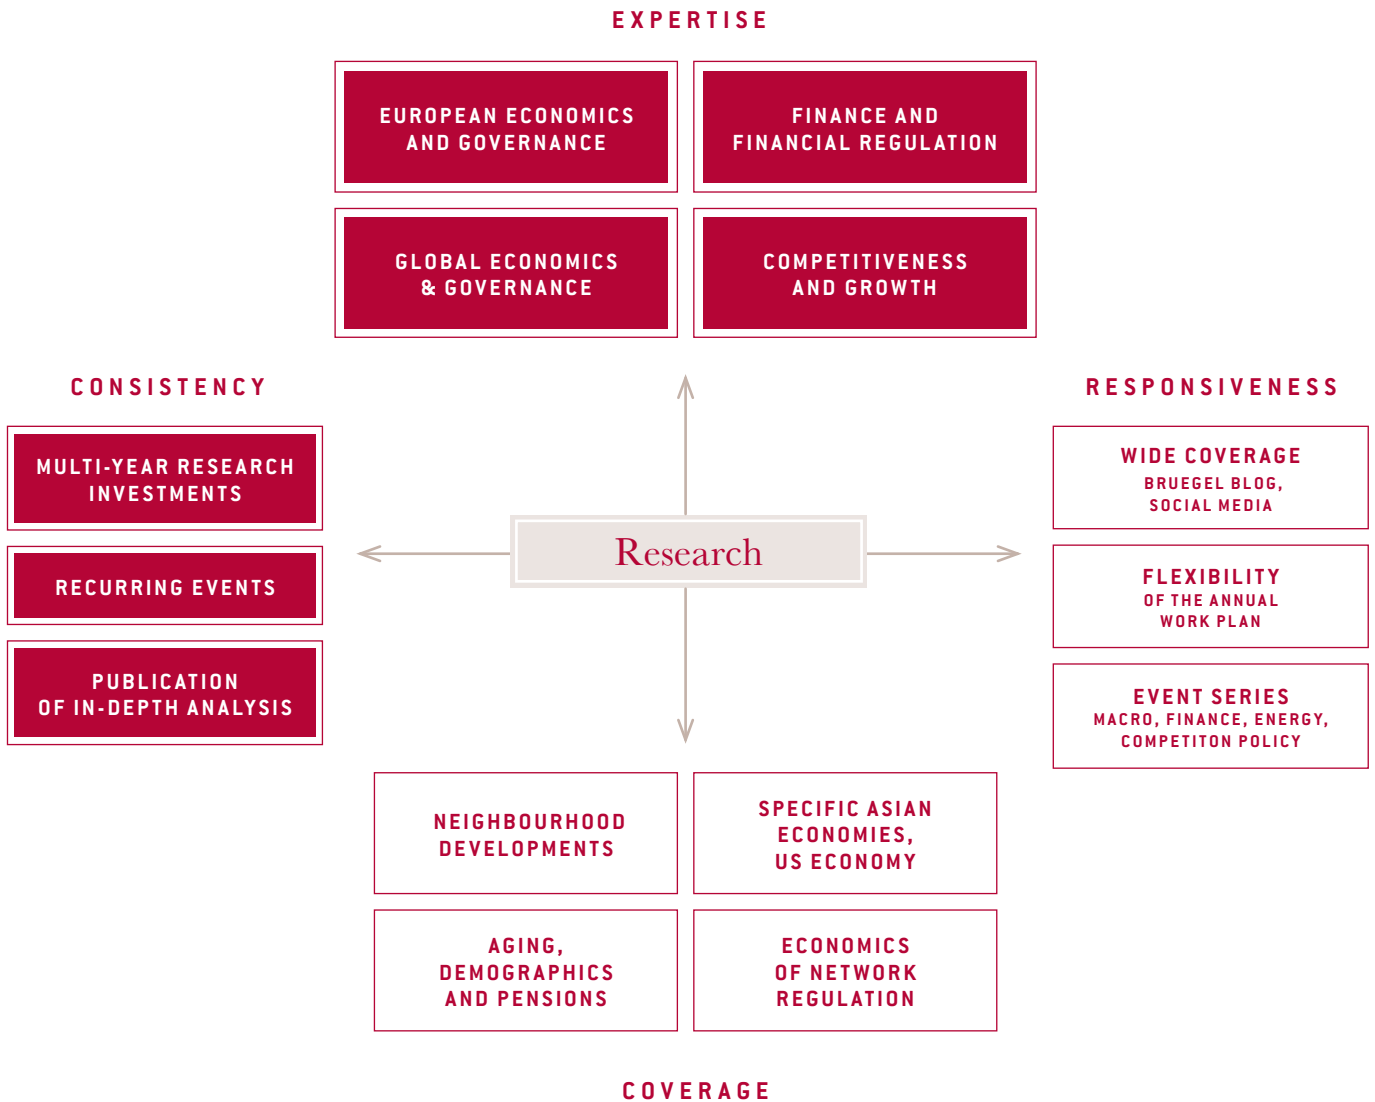 EXPERTISE
EUROPEAN ECONOMICS
AND GOVERNANCE
FINANCE AND
FINANCIAL REGULATION
GLOBAL ECONOMICS
& GOVERNANCE
COMPETITIVENESS
AND GROWTH
CONSISTENCY
MULTI-YEAR RESEARCH
INVESTMENTS
RECURRING EVENTS
PUBLICATION
OF IN-DEPTH ANALYSIS
Research
RESPONSIVENESS
WIDE COVERAGE
BRUEGEL BLOG,
SOCIAL MEDIA
FLEXIBILITY
OF THE ANNUAL
WORK PLAN
EVENT SERIES
MACRO, FINANCE, ENERGY,
COMPETITON POLICY
NEIGHBOURHOOD
DEVELOPMENTS
SPECIFIC ASIAN
ECONOMIES,
US ECONOMY
AGING,
DEMOGRAPHICS
AND PENSIONS
ECONOMICS
OF NETWORK
REGULATION
COVERAGE